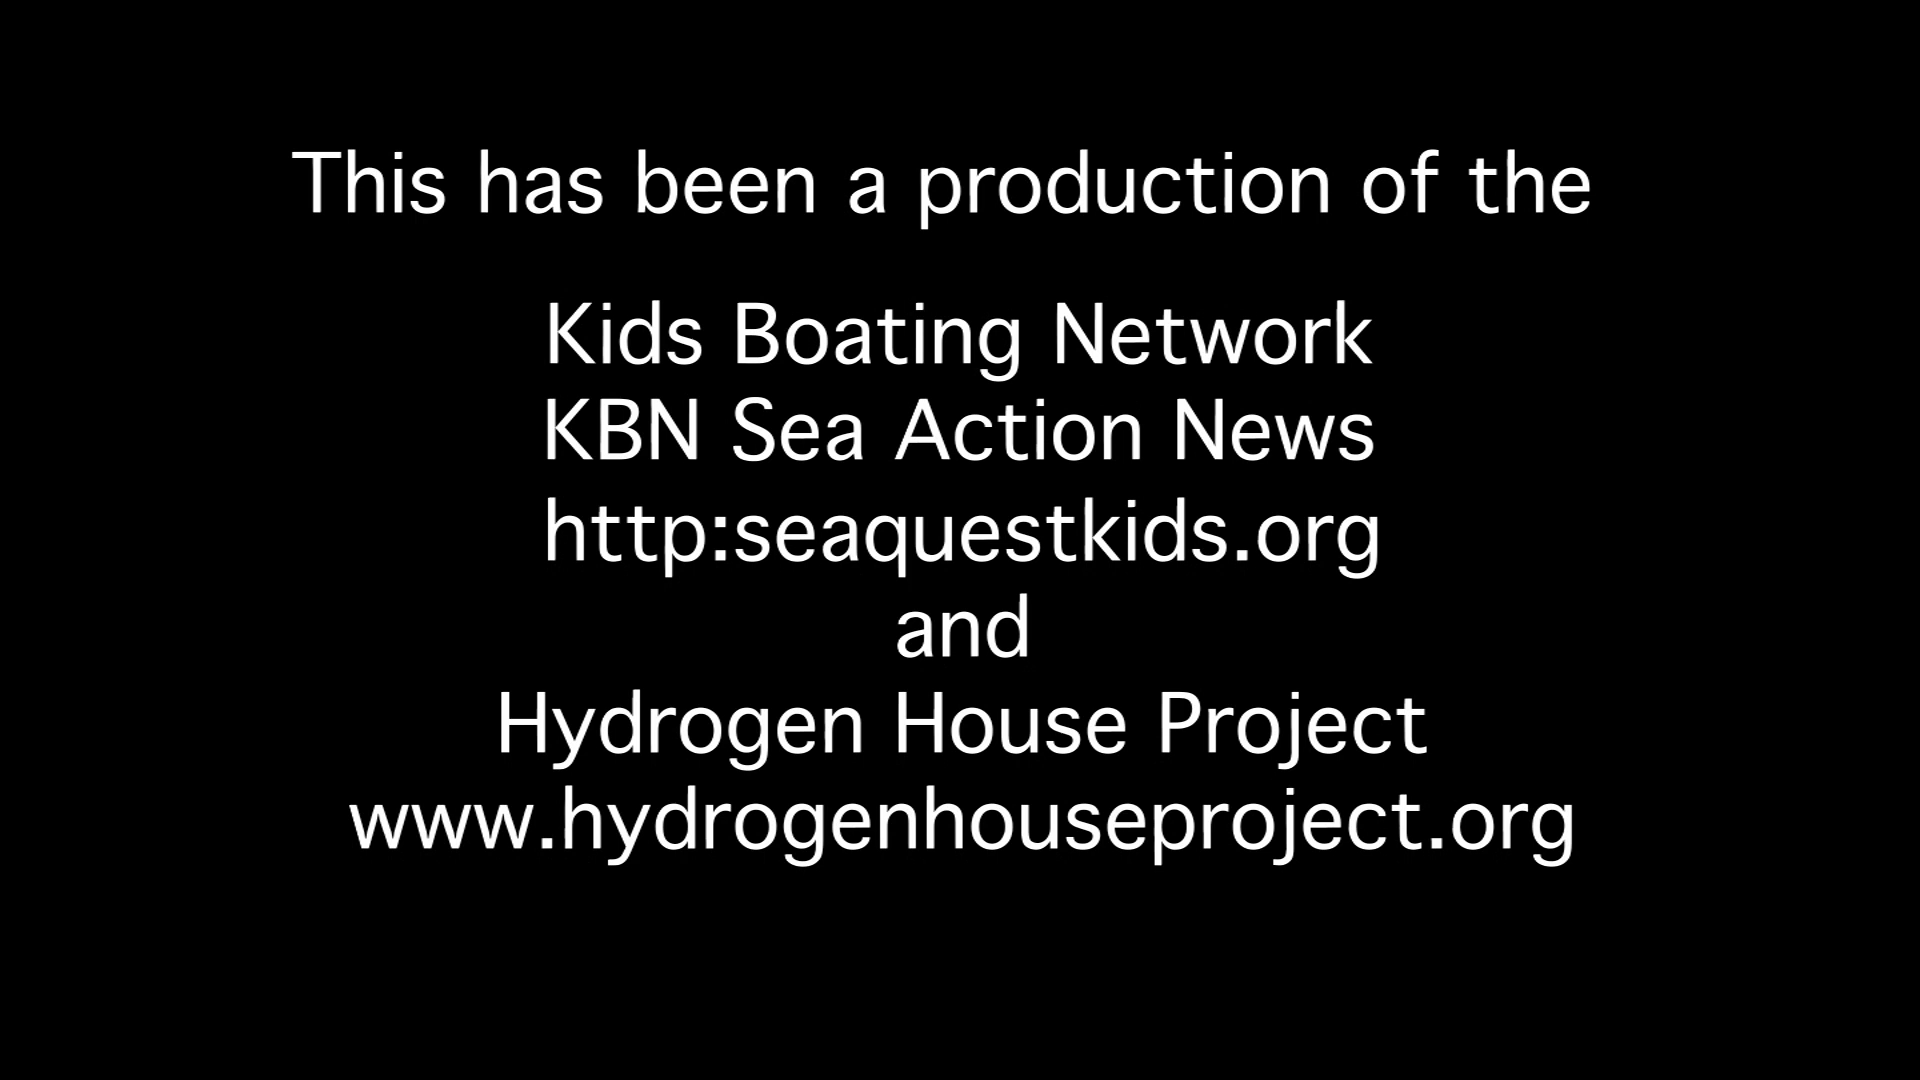 This has been a production of the
Kids Boating Network
KBN Sea Action News
http:seaquestkids.org
and
Hydrogen House Project
www.hydrogenhouseproject.org